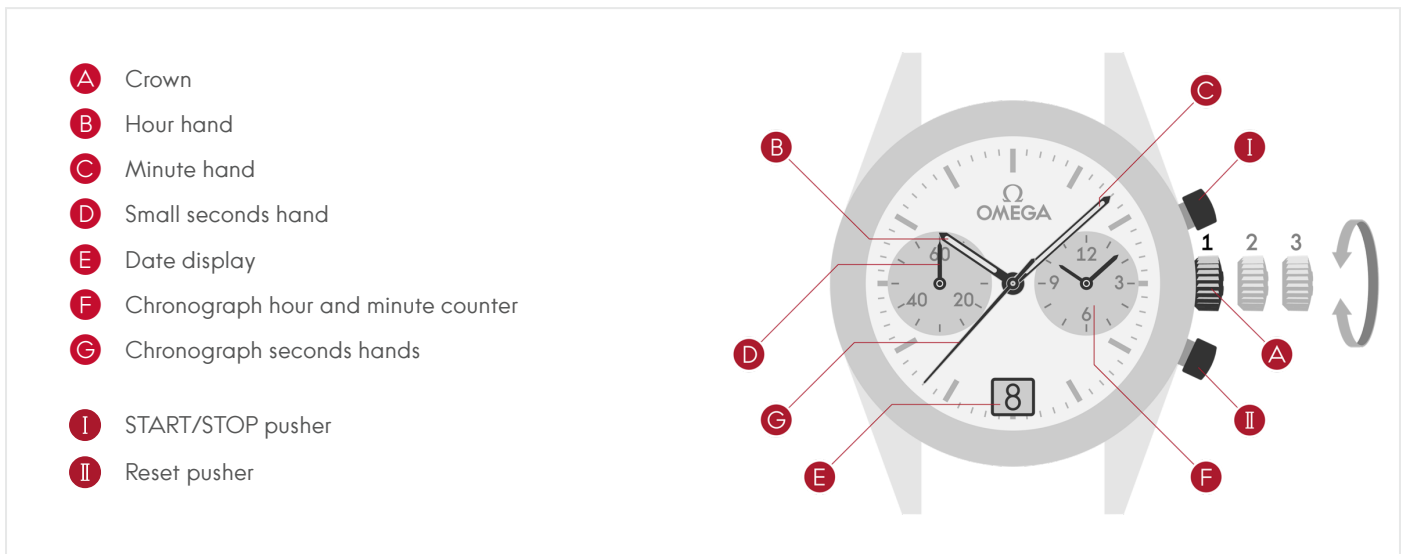 A Crown
B Hour hand
C Minute hand
D Small seconds hand
E Date display
F Chronograph hour and minute counter
G Chronograph seconds hands
I START/STOP pusher
II Reset pusher
C
B
I
Ω
OMEGA
1 2 3
60
40 20
12
9 3
6
D
A
G
8
II
E
F